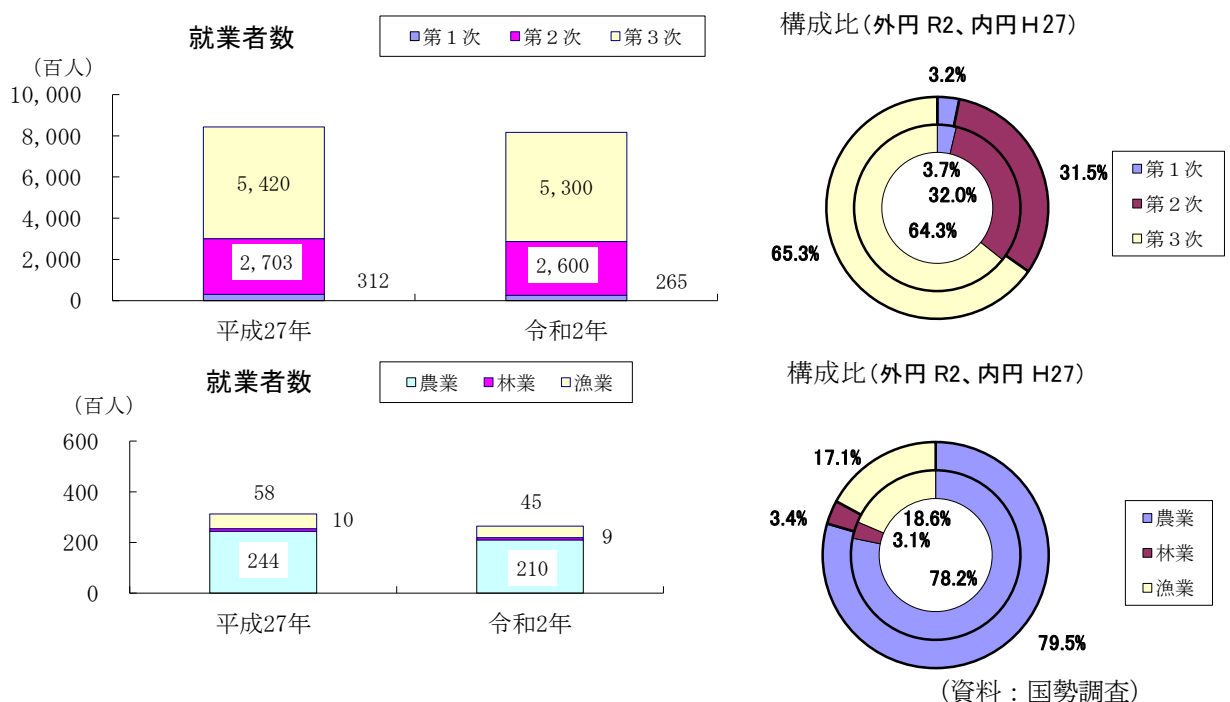 就業者数
■第１次 ■第２次 □第３次
（百人）
10,000
8,000
6,000
4,000
2,000
0
5,420
2,703
312
5,300
2,600
265
平成27年
令和2年
構成比（外円 R2、内円Ｈ27）
3.2%
31.5%
65.3%
3.7%
32.0%
64.3%
第１次
第２次
第３次
就業者数
農業 林業 漁業
（百人）
600
400
200
0
58
10
244
45
9
210
平成27年
令和2年
構成比（外円 R2、内円 H27）
17.1%
3.4%
79.5%
18.6%
3.1%
78.2%
農業
林業
漁業
（資料：国勢調査）